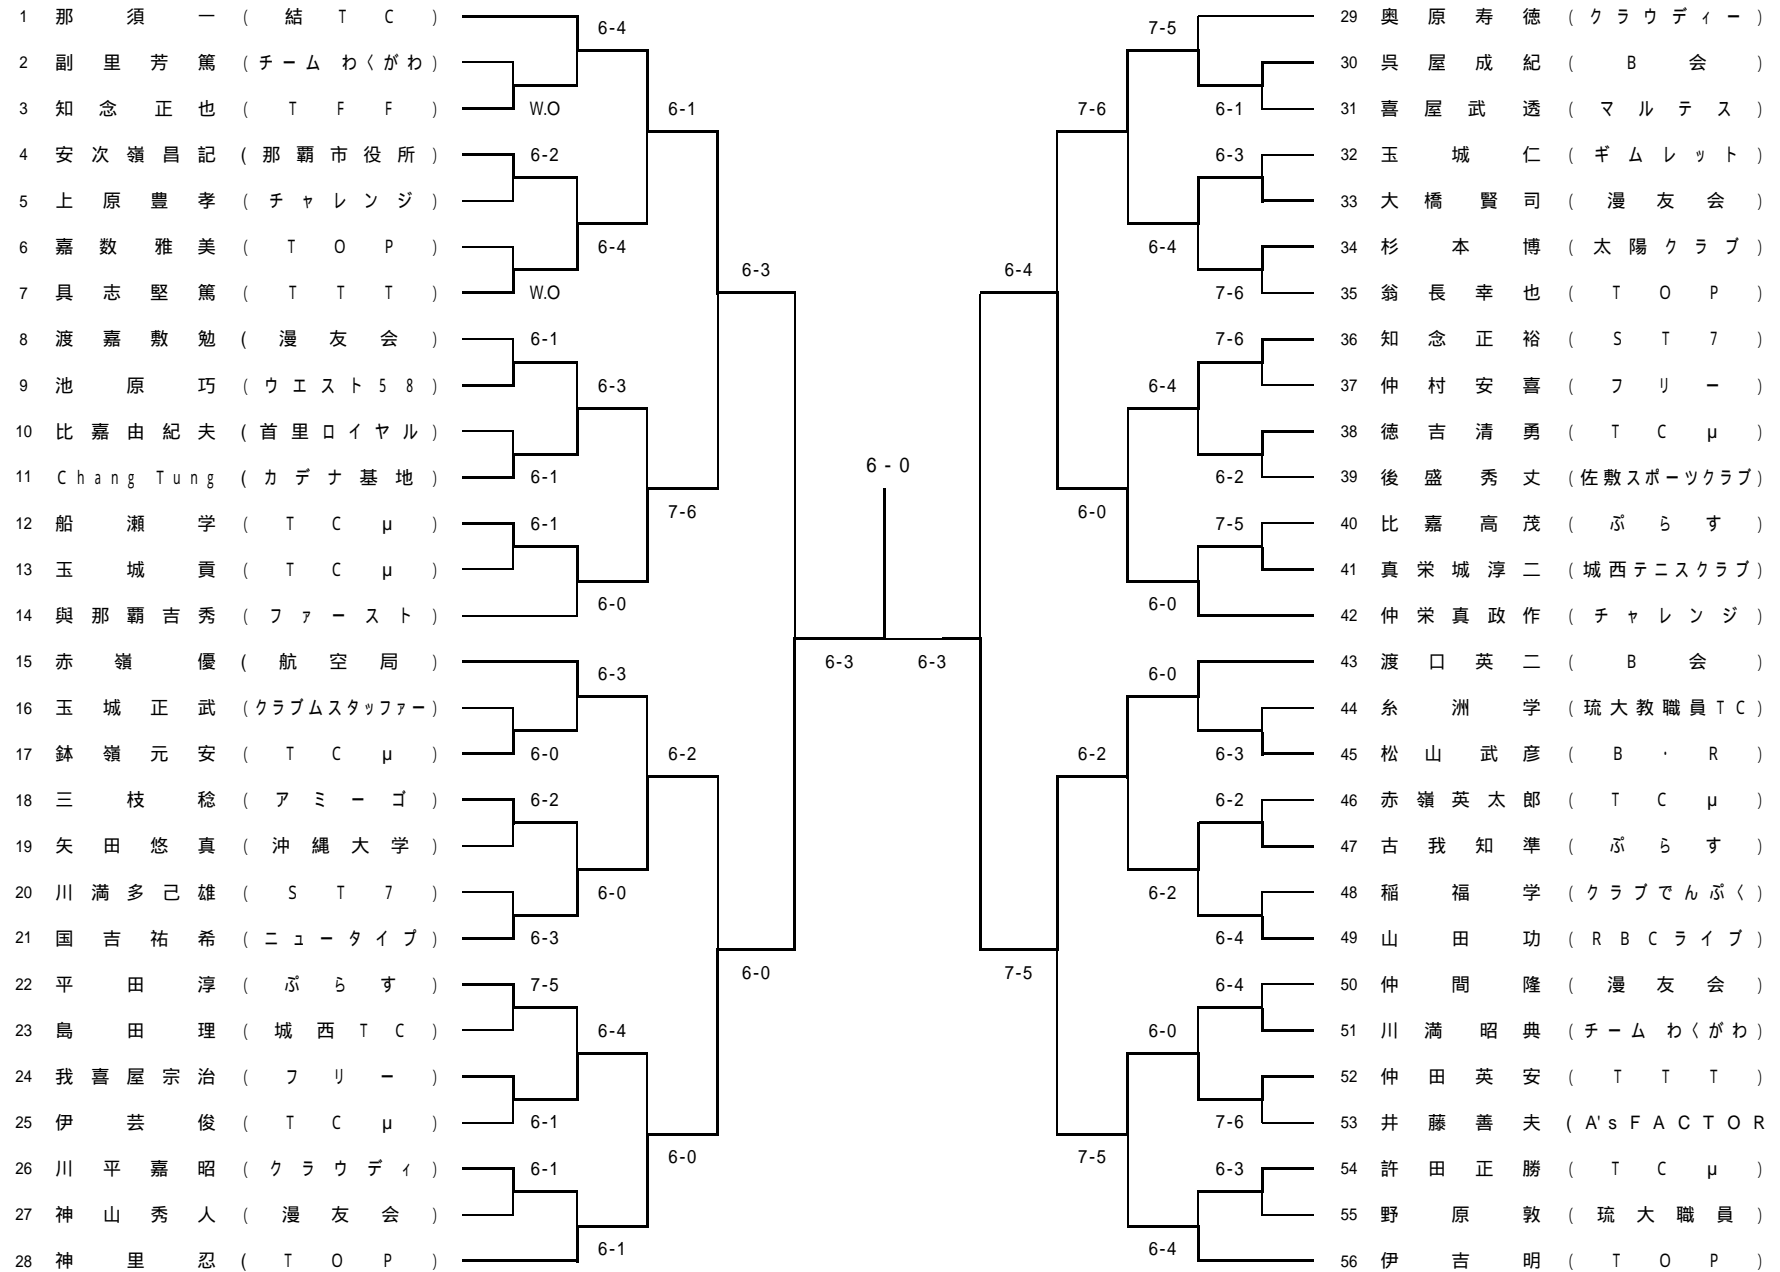 1 那須一 (結TC)
2 副里芳篤 (チーム わくがわ)
3 知念正也 (TFF)
4 安次嶺昌記 (那覇市役所)
5 上原豊孝 (チャレンジ)
6 嘉数雅美 (TOP)
7 具志堅篤 (TTT)
8 渡嘉敷勉 (漫友会)
9 池原巧 (ウエスト58)
10 比嘉由紀夫 (首里ロイヤル)
11 Chang Tung (カデナ基地)
12 船瀬学 (TCμ)
13 玉城貢 (TCμ)
14 與那覇吉秀 (ファースト)
15 赤嶺優 (航空局)
16 玉城正武 (クラブムスタッファー)
17 鉢嶺元安 (TCμ)
18 三枝稔 (アミーゴ)
19 矢田悠真 (沖縄大学)
20 川満多己雄 (ST7)
21 国吉祐希 (ニュータイプ)
22 平田淳 (ぷらす)
23 島田理 (城西TC)
24 我喜屋宗治 (フリー)
25 伊芸俊 (TCμ)
26 川平嘉昭 (クラウディィ)
27 神山秀人 (漫友会)
28 神里忍 (TOP)
6-4
W.O
6-2
6-4
W.O
6-1
6-3
6-1
6-1
6-0
6-3
6-0
6-2
6-0
6-3
7-5
6-4
6-1
6-1
6-1
6-1
7-6
6-2
6-0
6-3
6-0
6-3
6-0
6-3
6-4
7-5
7-6
6-0
6-2
7-5
7-5
6-1
6-3
6-4
7-6
7-6
6-4
6-2
7-5
6-0
6-0
6-3
6-2
6-2
6-4
6-4
6-0
7-6
6-3
6-4
29 奥原寿徳 (クラウディー)
30 呉屋成紀 (B会)
31 喜屋武透 (マルテス)
32 玉城仁 (ギムレット)
33 大橋賢司 (漫友会)
34 杉本博 (太陽クラブ)
35 翁長幸也 (TOP)
36 知念正裕 (ST7)
37 仲村安喜 (フリー)
38 徳吉清勇 (TCμ)
39 後盛秀丈 (佐敷スポーツクラブ)
40 比嘉高茂 (ぷらす)
41 真栄城淳二 (城西テニスクラブ)
42 仲栄真政作 (チャレンジ)
43 渡口英二 (B会)
44 糸洲学 (琉大教職員TC)
45 松山武彦 (B・R)
46 赤嶺英太郎 (TCμ)
47 古我知準 (ぷらす)
48 稲福学 (クラブでんぷく)
49 山田功 (RBCライブ)
50 仲間隆 (漫友会)
51 川満昭典 (チーム わくがわ)
52 仲田英安 (TTT)
53 井藤善夫 (A's FACTOR
54 許田正勝 (TCμ)
55 野原敦 (琉大職員)
56 伊吉明 (TOP)